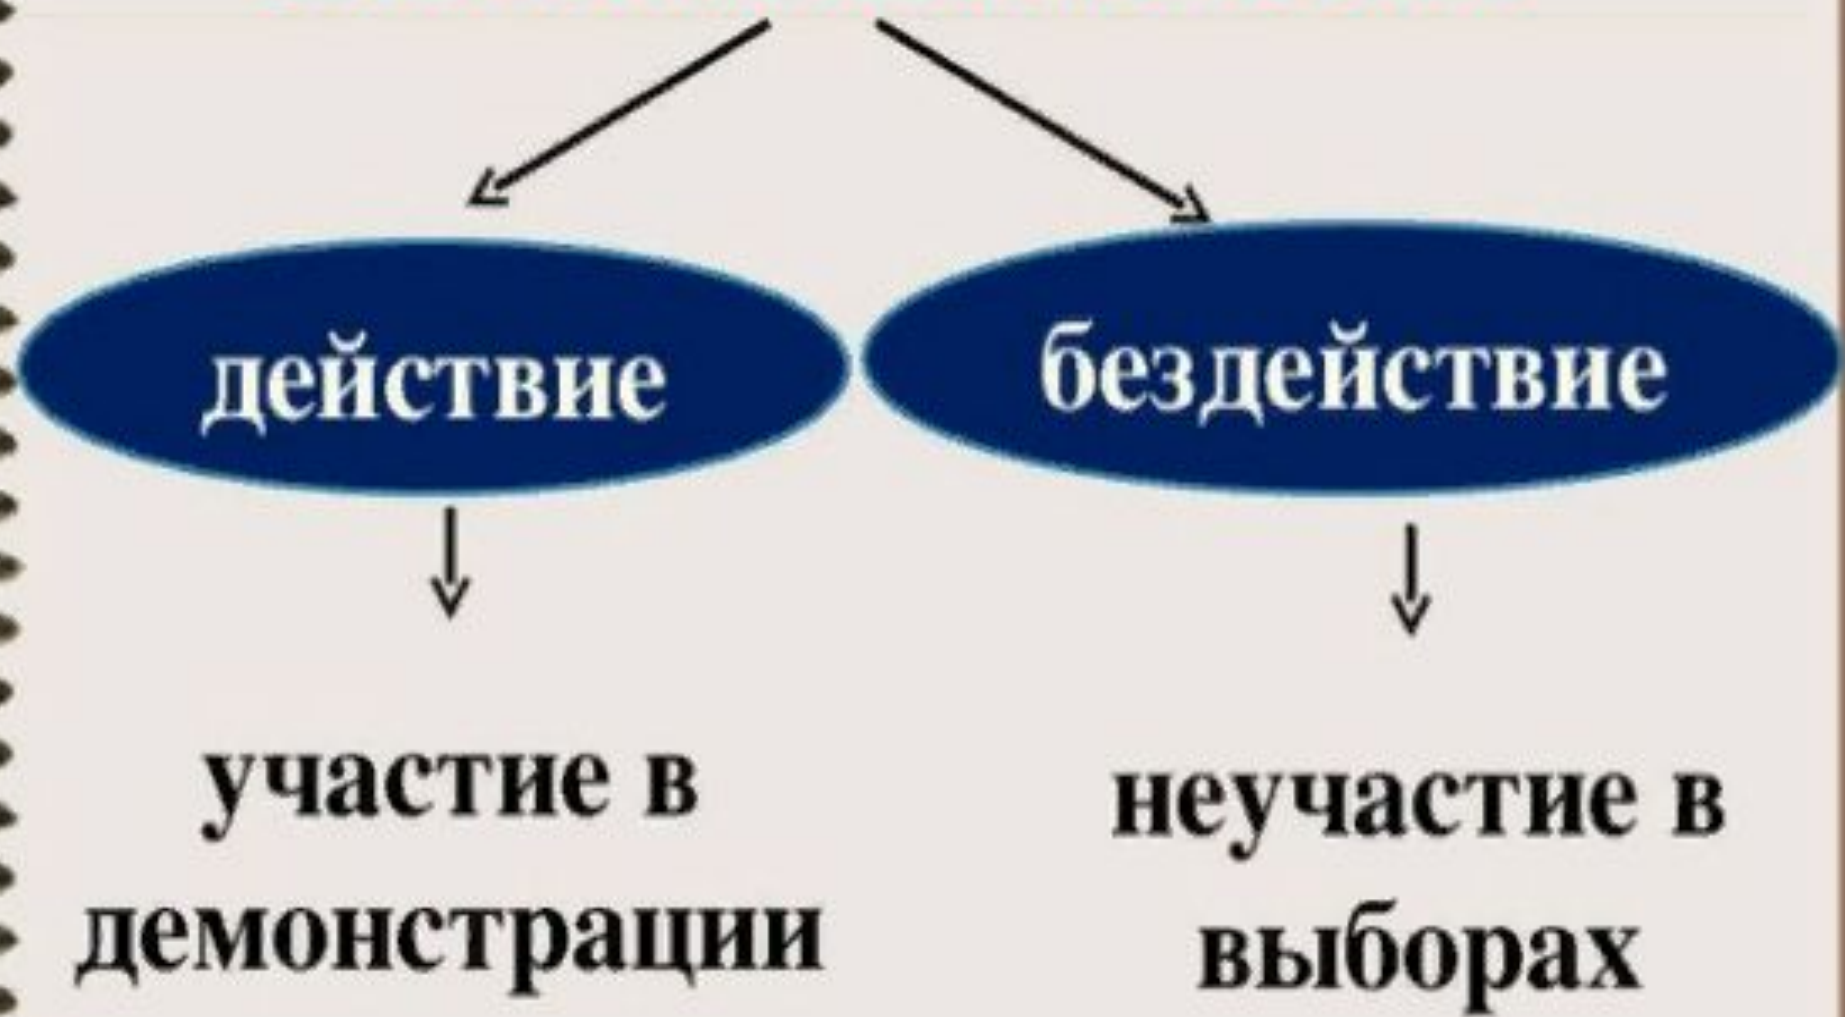 действие
бездействие
участие в
демонстрации
неучастие в
выборах